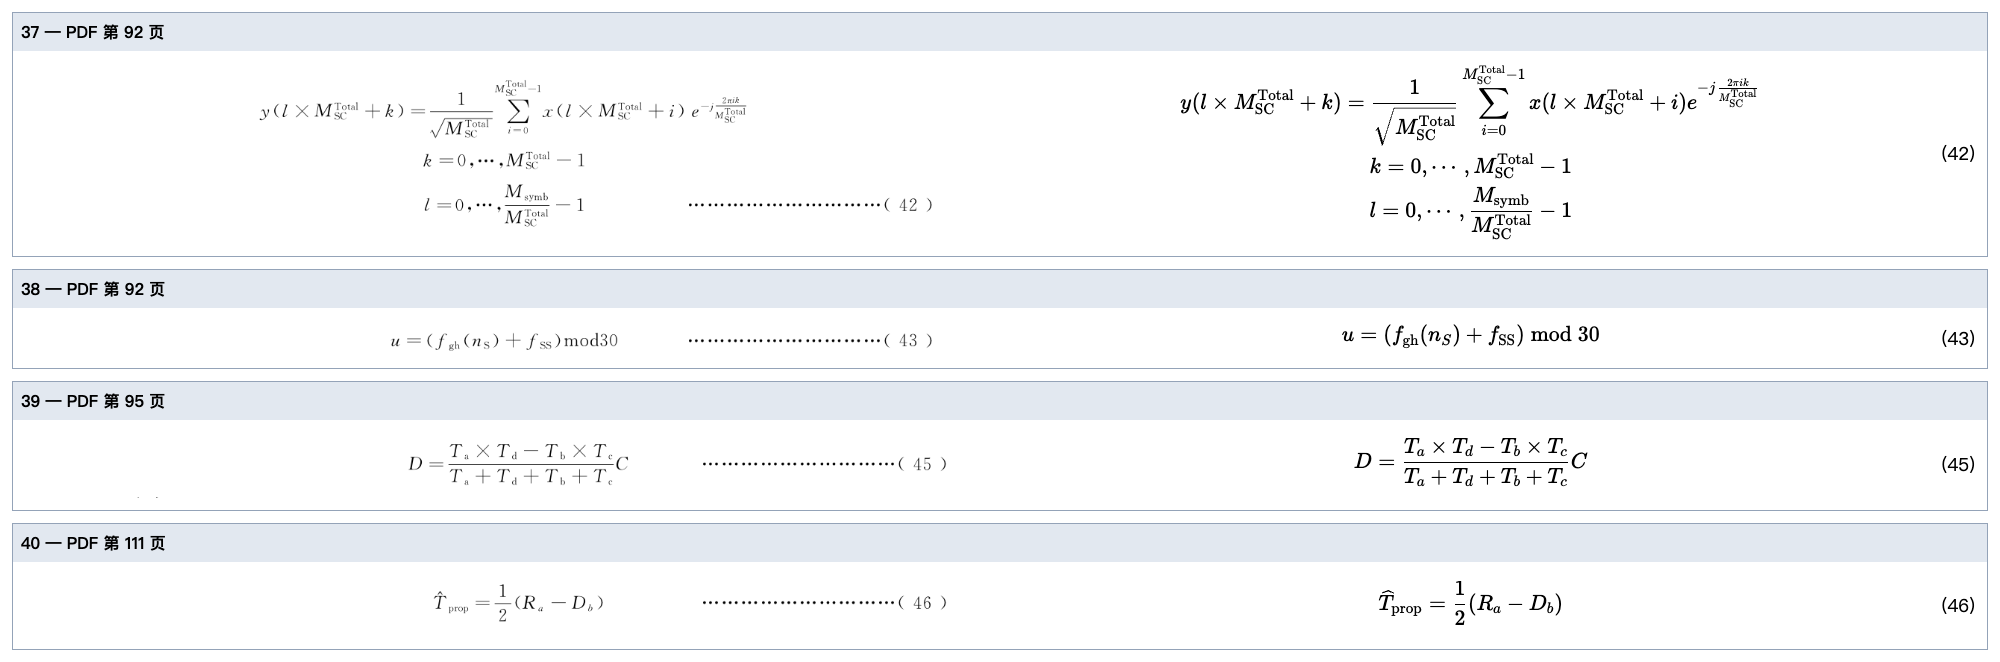 37 — PDF 第 92 页
y(l × M_SC^Total + k) = 1/√(M_SC^Total) ∑_{i=0}^{M_SC^Total−1} x(l × M_SC^Total + i) e^{−j 2πik/M_SC^Total}
k = 0,…,M_SC^Total − 1
l = 0,…,M_symb/M_SC^Total − 1 ……………………………( 42 )
y(l × M_SC^Total + k) = 1/√(M_SC^Total) ∑_{i=0}^{M_SC^Total−1} x(l × M_SC^Total + i)e^{−j 2πik/M_SC^Total}
k = 0, ⋯ , M_SC^Total − 1
l = 0, ⋯ , M_symb/M_SC^Total − 1
(42)
38 — PDF 第 92 页
u = (f_gh(n_S) + f_SS)mod30 ……………………………( 43 )
u = (f_gh(n_S) + f_SS) mod 30
(43)
39 — PDF 第 95 页
D = (T_a × T_d − T_b × T_c)/(T_a + T_d + T_b + T_c) C ……………………………( 45 )
D = (T_a × T_d − T_b × T_c)/(T_a + T_d + T_b + T_c) C
(45)
40 — PDF 第 111 页
T̂_prop = 1/2 (R_a − D_b) ……………………………( 46 )
T̂_prop = 1/2 (R_a − D_b)
(46)